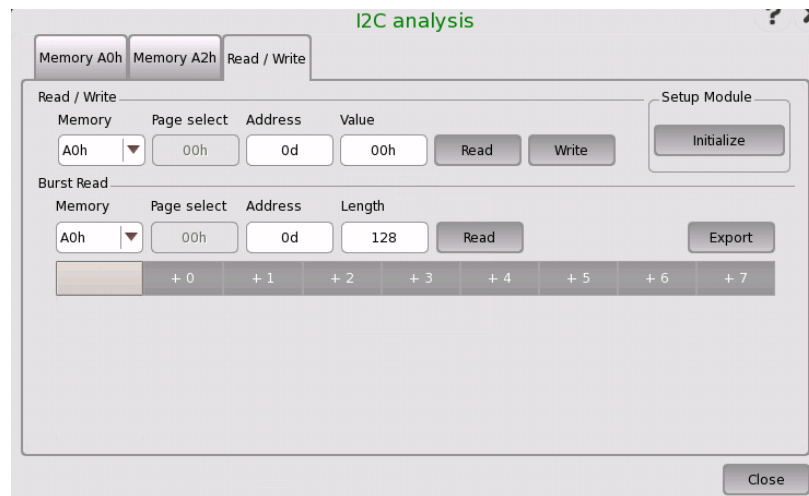 I2C analysis
?
Memory A0h Memory A2h Read / Write
Read / Write Setup Module
Memory Page select Address Value
A0h 00h 0d 00h Read Write Initialize
Burst Read
Memory Page select Address Length
A0h 00h 0d 128 Read Export
+ 0 + 1 + 2 + 3 + 4 + 5 + 6 + 7
Close